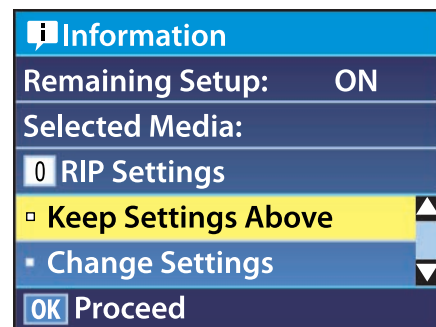 Information
Remaining Setup: ON
Selected Media:
0 RIP Settings
Keep Settings Above
Change Settings
OK Proceed